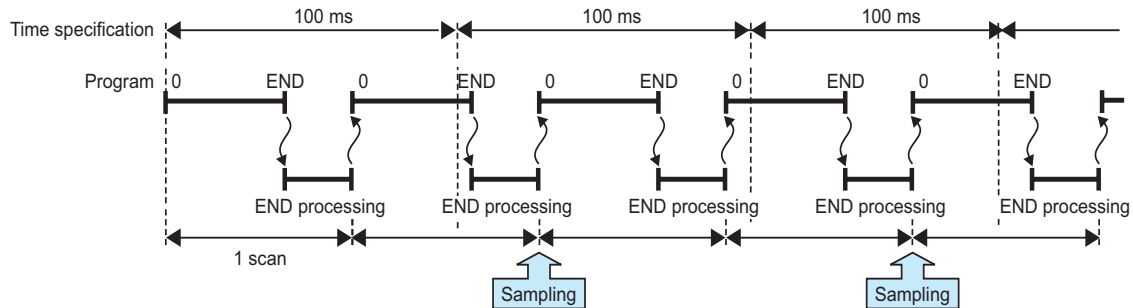 100 ms 100 ms 100 ms
Time specification
Program 0 END 0 END 0 END 0 END 0 END
END processing END processing END processing END processing END processing
1 scan
Sampling Sampling